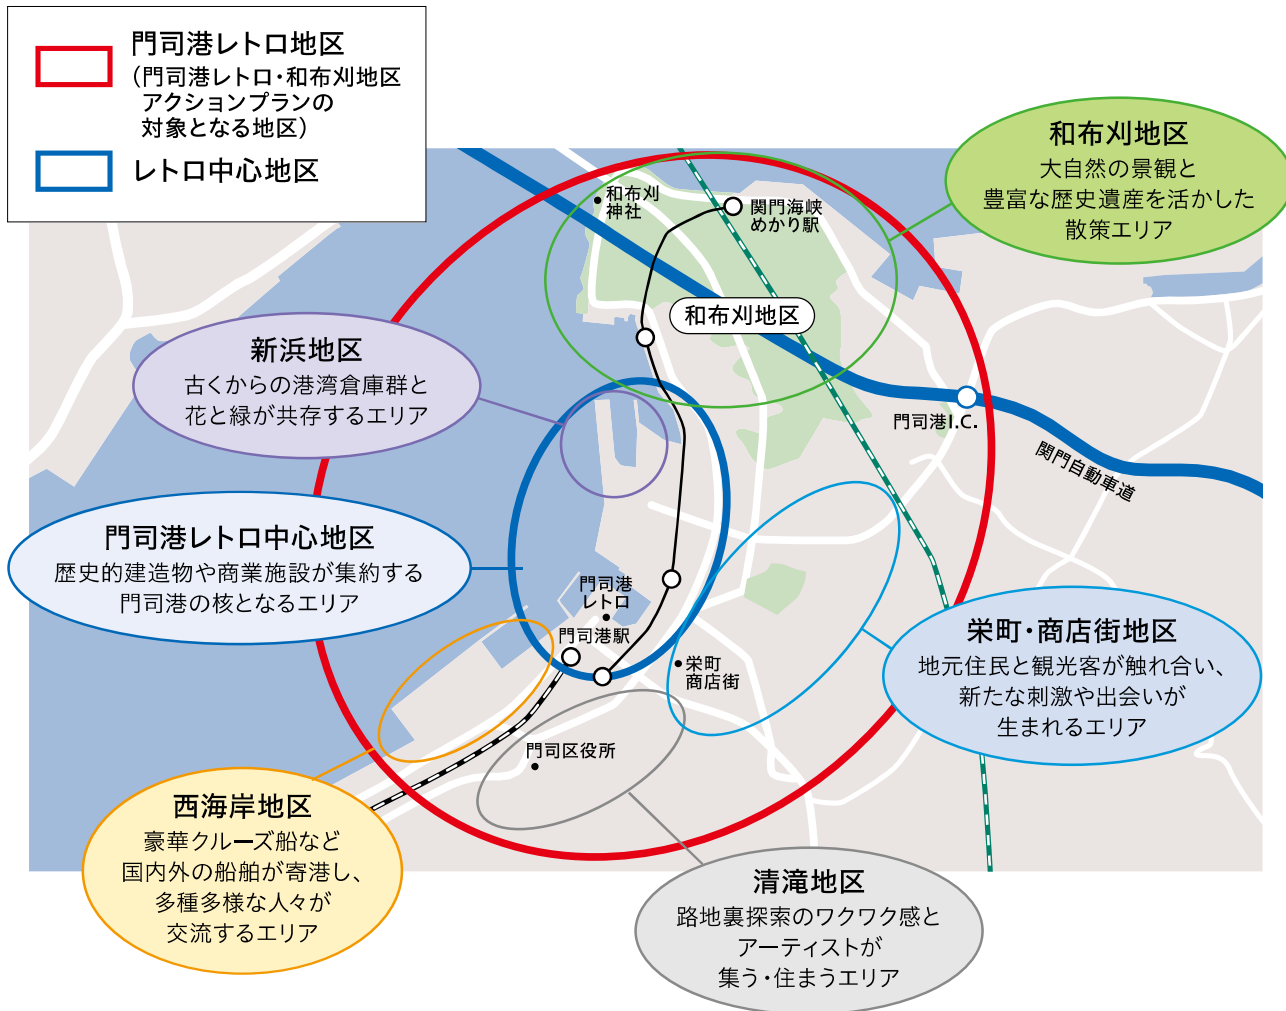 門司港レトロ地区
（門司港レトロ・和布刈地区
アクションプランの
対象となる地区）
レトロ中心地区
和布刈地区
大自然の景観と
豊富な歴史遺産を活かした
散策エリア
和布刈
神社
関門海峡
めかり駅
和布刈地区
新浜地区
古くからの港湾倉庫群と
花と緑が共存するエリア
門司港I.C.
関門自動車道
門司港レトロ中心地区
歴史的建造物や商業施設が集約する
門司港の核となるエリア
門司港
レトロ
門司港駅
栄町
商店街
栄町・商店街地区
地元住民と観光客が触れ合い、
新たな刺激や出会いが
生まれるエリア
門司区役所
西海岸地区
豪華クルーズ船など
国内外の船舶が寄港し、
多種多様な人々が
交流するエリア
清滝地区
路地裏探索のワクワク感と
アーティストが
集う・住まうエリア